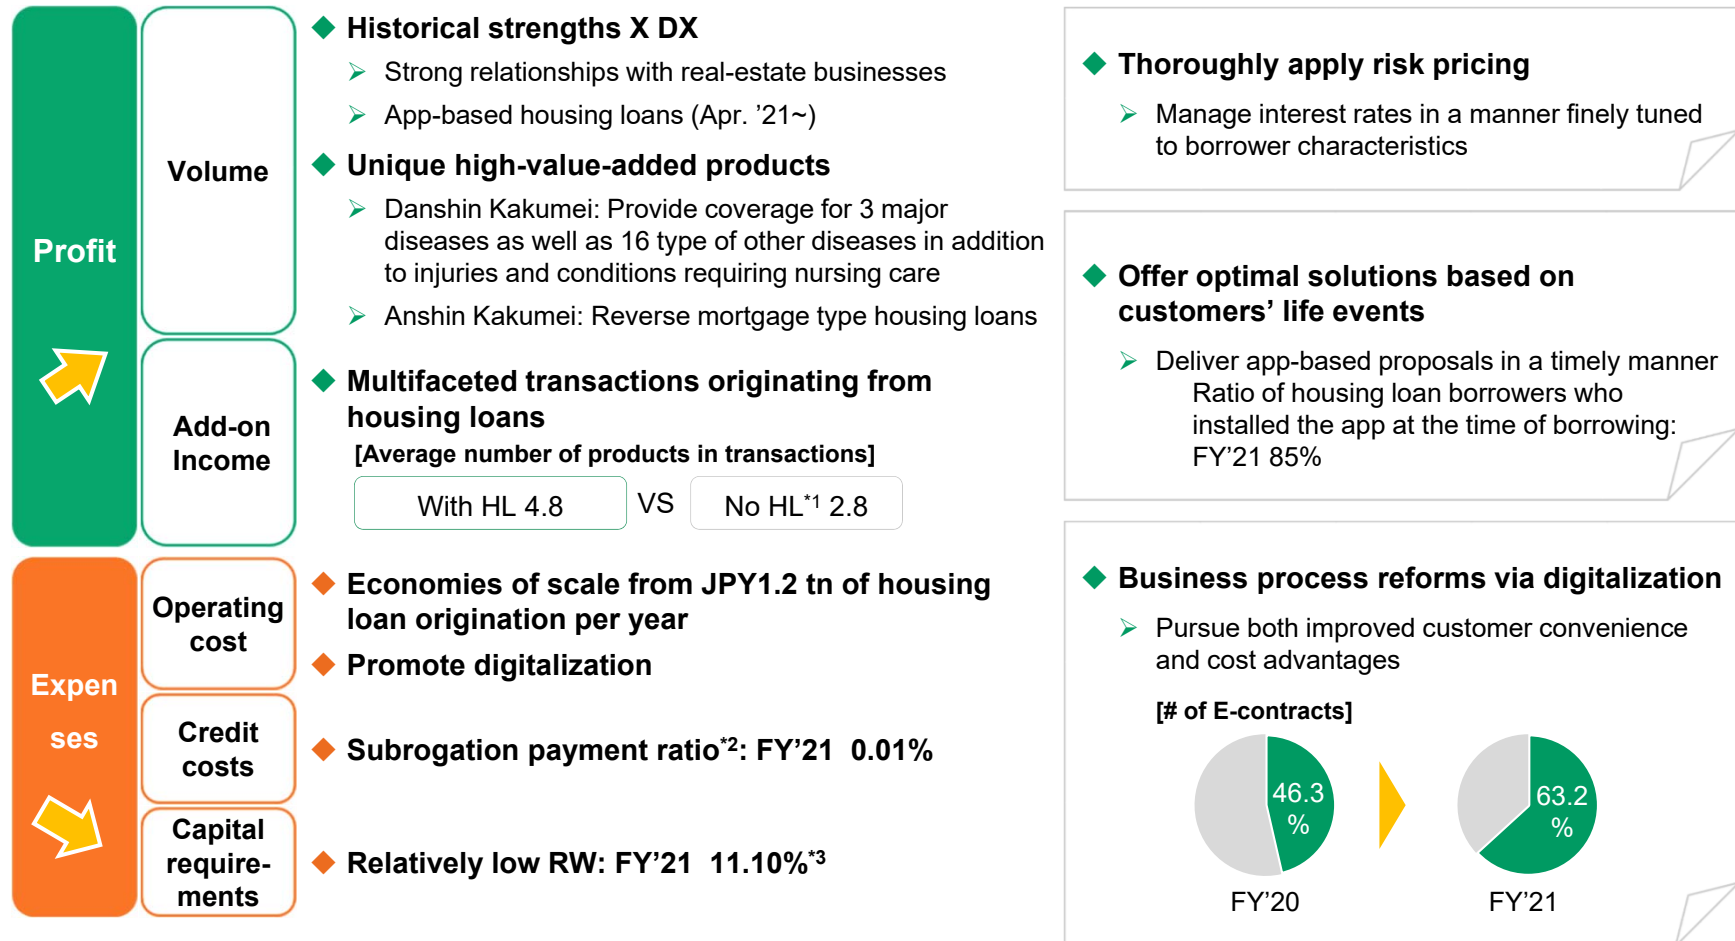 Profit
Volume
◆ Historical strengths X DX
➢ Strong relationships with real-estate businesses
➢ App-based housing loans (Apr. ’21~)
◆ Unique high-value-added products
➢ Danshin Kakumei: Provide coverage for 3 major
diseases as well as 16 type of other diseases in addition
to injuries and conditions requiring nursing care
➢ Anshin Kakumei: Reverse mortgage type housing loans
Add-on
Income
◆ Multifaceted transactions originating from
housing loans
[Average number of products in transactions]
With HL 4.8 VS No HL*1 2.8
Expen
ses
Operating
cost
◆ Economies of scale from JPY1.2 tn of housing
loan origination per year
◆ Promote digitalization
Credit
costs
◆ Subrogation payment ratio*2: FY’21 0.01%
Capital
require-
ments
◆ Relatively low RW: FY’21 11.10%*3
◆ Thoroughly apply risk pricing
➢ Manage interest rates in a manner finely tuned
to borrower characteristics
◆ Offer optimal solutions based on
customers’ life events
➢ Deliver app-based proposals in a timely manner
Ratio of housing loan borrowers who
installed the app at the time of borrowing:
FY’21 85%
◆ Business process reforms via digitalization
➢ Pursue both improved customer convenience
and cost advantages
[# of E-contracts]
46.3
%
63.2
%
FY’20
FY’21